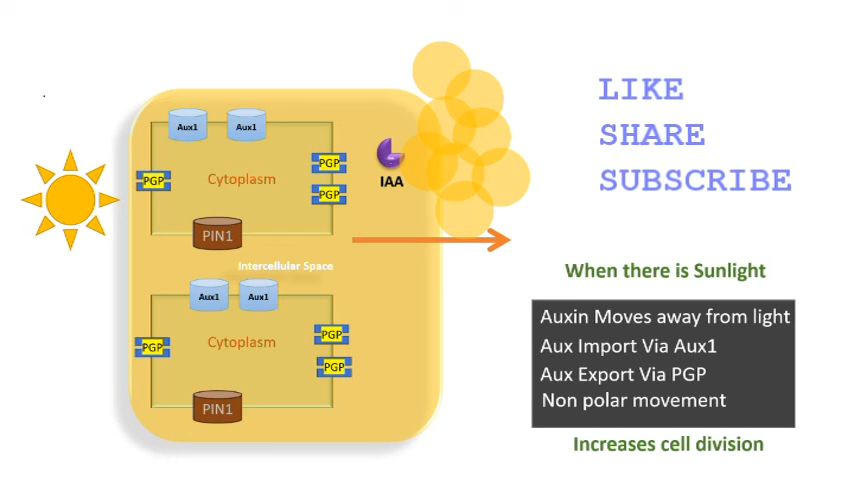 LIKE
SHARE
SUBSCRIBE
Aux1 Aux1
PGP
PGP
PGP
Cytoplasm
IAA
PIN1
Intercellular Space
Aux1 Aux1
PGP
PGP
PGP
Cytoplasm
PIN1
When there is Sunlight
Auxin Moves away from light
Aux Import Via Aux1
Aux Export Via PGP
Non polar movement
Increases cell division